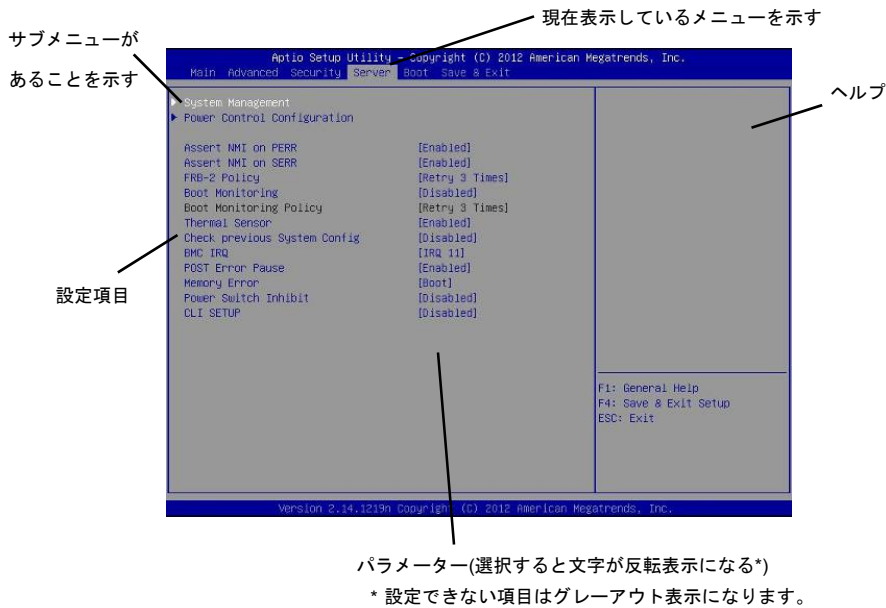 現在表示しているメニューを示す
サブメニューが
あることを示す
Aptio Setup Utility – Copyright (C) 2012 American Megatrends, Inc.
Main Advanced Security Server Boot Save & Exit
ヘルプ
System Management
Power Control Configuration
Assert NMI on PERR [Enabled]
Assert NMI on SERR [Enabled]
FRB-2 Policy [Retry 3 Times]
Boot Monitoring [Disabled]
Boot Monitoring Policy [Retry 3 Times]
Thermal Sensor [Enabled]
Check previous System Config [Disabled]
BMC IRQ [IRQ 11]
POST Error Pause [Enabled]
Memory Error [Boot]
Power Switch Inhibit [Disabled]
CLI SETUP [Disabled]
設定項目
F1: General Help
F4: Save & Exit Setup
ESC: Exit
Version 2.14.1219n Copyright (C) 2012 American Megatrends, Inc.
パラメーター(選択すると文字が反転表示になる*)
* 設定できない項目はグレーアウト表示になります。